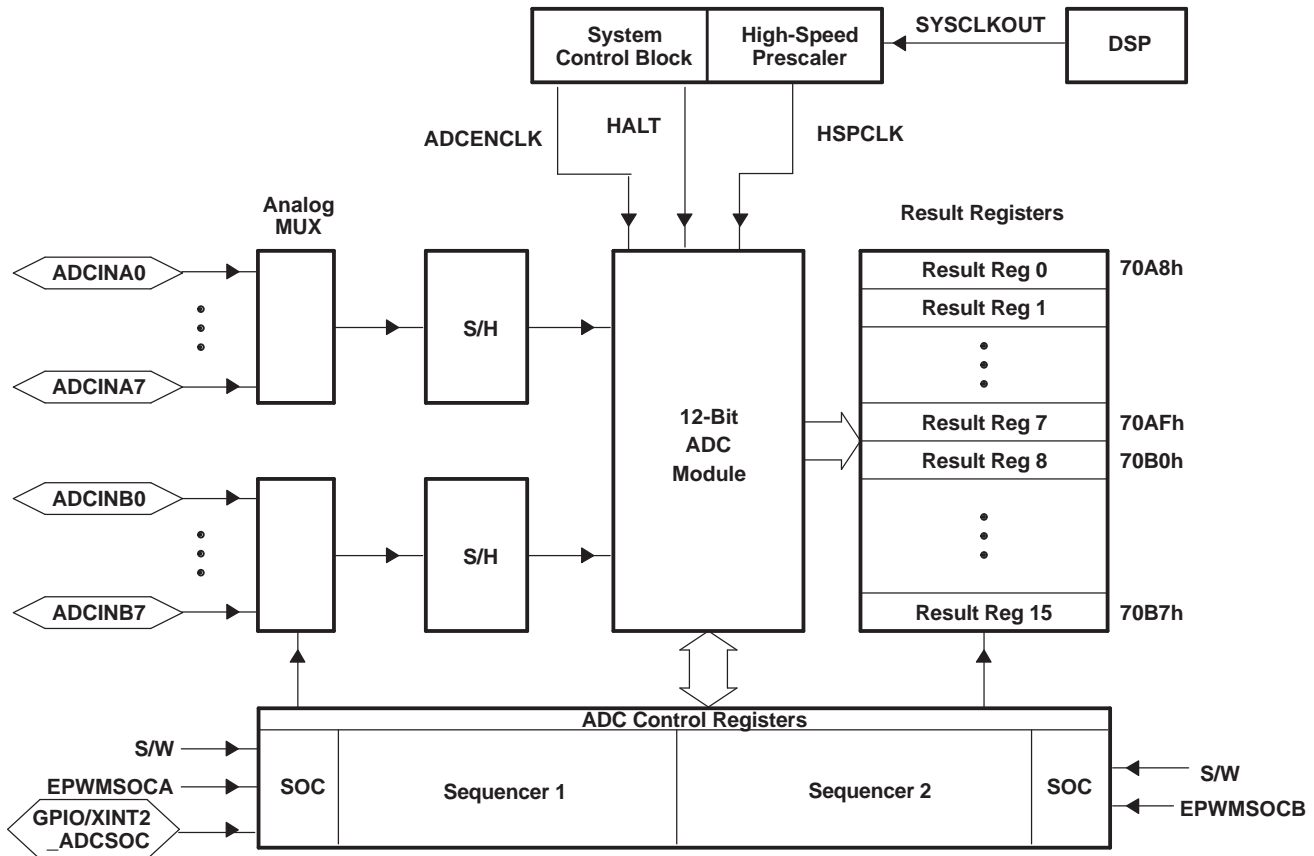 System
Control Block
High-Speed
Prescaler
SYSCLKOUT
DSP
ADCENCLK
HALT
HSPCLK
Analog
MUX
Result Registers
ADCINA0
ADCINA7
S/H
ADCINB0
ADCINB7
S/H
12-Bit
ADC
Module
Result Reg 0
70A8h
Result Reg 1
Result Reg 7
70AFh
Result Reg 8
70B0h
Result Reg 15
70B7h
ADC Control Registers
S/W
EPWMSOCA
GPIO/XINT2
_ADCSOC
SOC
Sequencer 1
Sequencer 2
SOC
S/W
EPWMSOCB